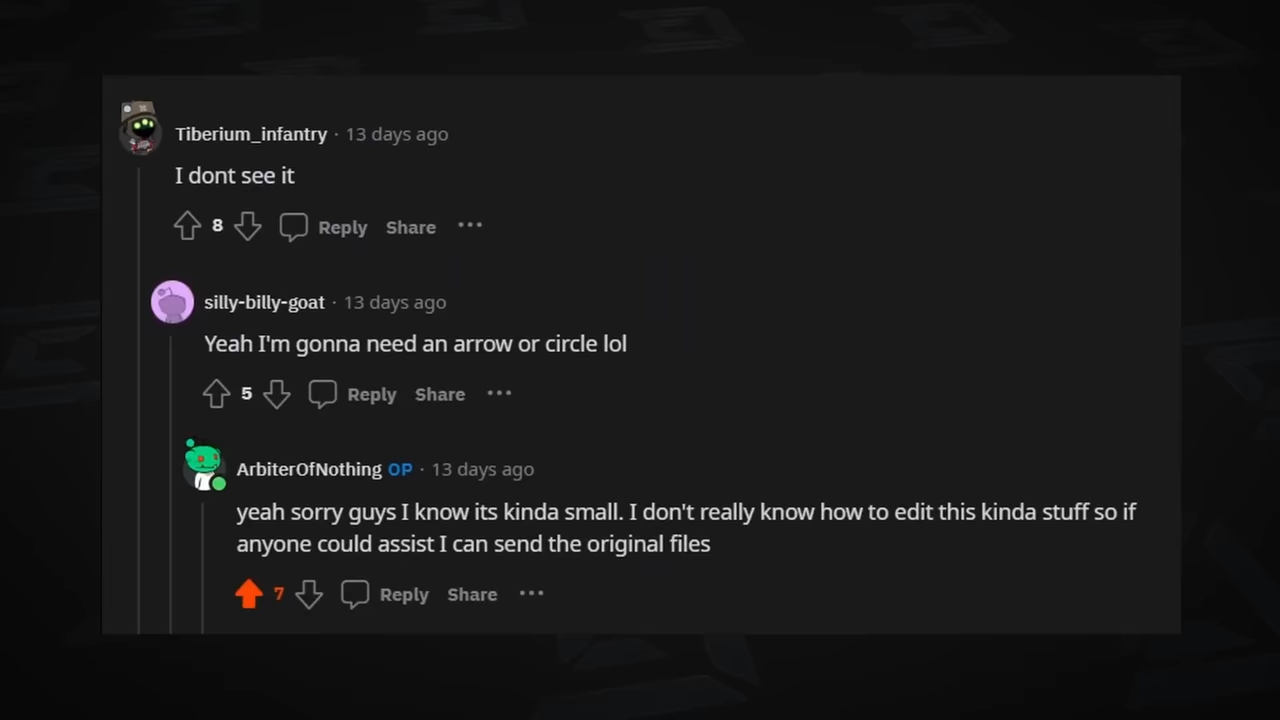 Tiberium_infantry · 13 days ago
I dont see it
8 Reply Share ···
silly-billy-goat · 13 days ago
Yeah I'm gonna need an arrow or circle lol
5 Reply Share ···
ArbiterOfNothing OP · 13 days ago
yeah sorry guys I know its kinda small. I don't really know how to edit this kinda stuff so if
anyone could assist I can send the original files
7 Reply Share ···